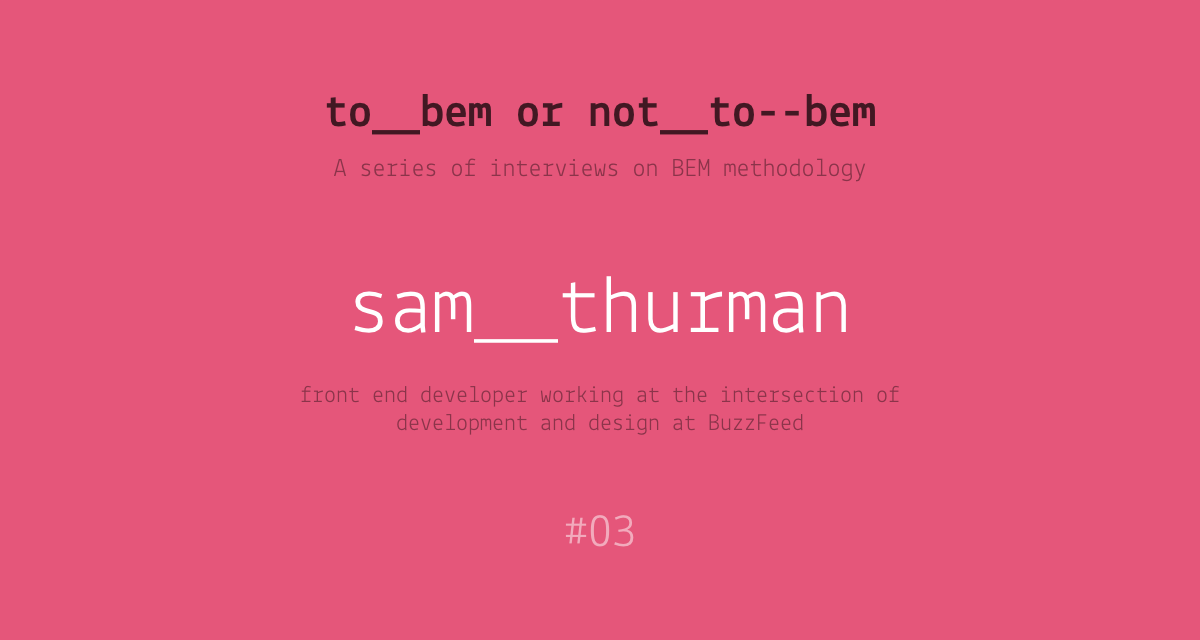 to__bem or not__to--bem
A series of interviews on BEM methodology
sam__thurman
front end developer working at the intersection of
development and design at BuzzFeed
#03